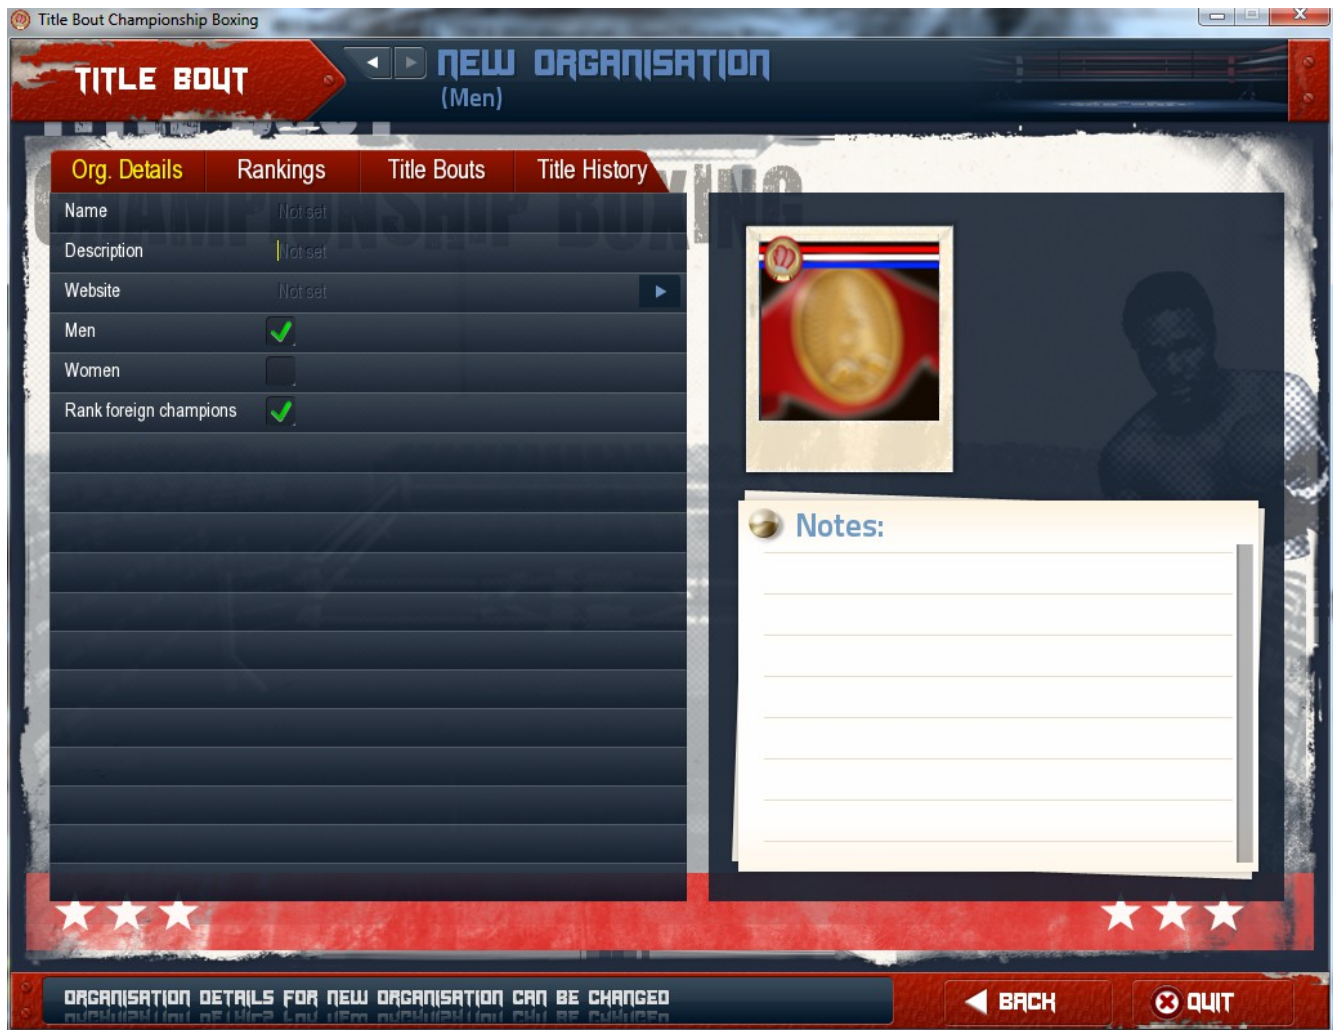 Title Bout Championship Boxing
TITLE BOUT
NEW ORGANISATION
(Men)
Org. Details
Rankings
Title Bouts
Title History
CHAMPIONSHIP BOXING
Name
Not set
Description
Not set
Website
Not set
Men
Women
Rank foreign champions
Notes:
ORGANISATION DETAILS FOR NEW ORGANISATION CAN BE CHANGED
BACK
QUIT